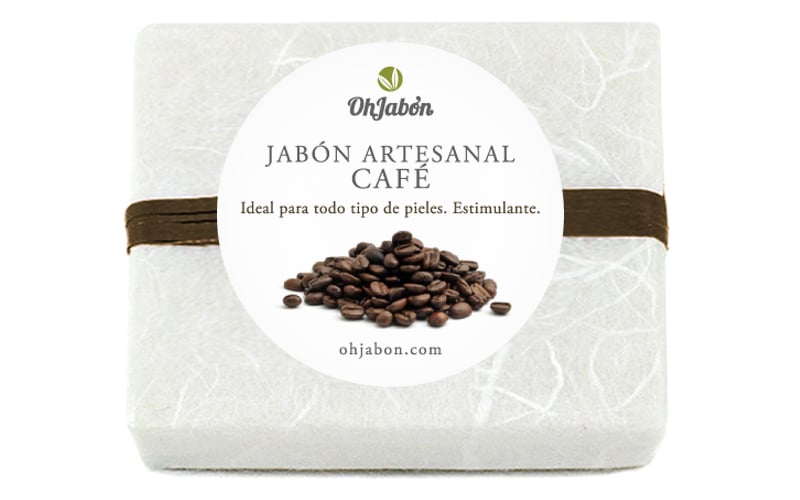 OhJabón
JABÓN ARTESANAL
CAFÉ
Ideal para todo tipo de pieles. Estimulante.
ohjabon.com